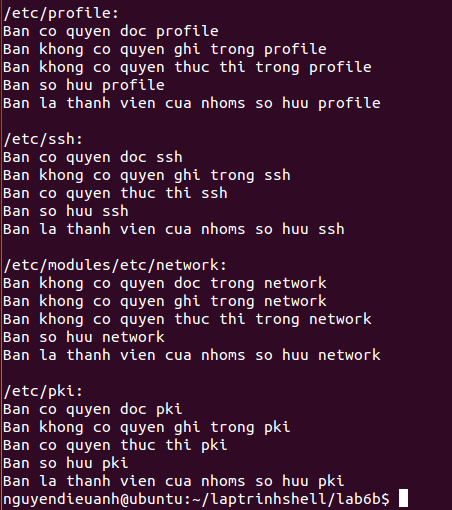 /etc/profile:
Ban co quyen doc profile
Ban khong co quyen ghi trong profile
Ban khong co quyen thuc thi trong profile
Ban so huu profile
Ban la thanh vien cua nhoms so huu profile

/etc/ssh:
Ban co quyen doc ssh
Ban khong co quyen ghi trong ssh
Ban co quyen thuc thi ssh
Ban so huu ssh
Ban la thanh vien cua nhoms so huu ssh

/etc/modules/etc/network:
Ban khong co quyen doc trong network
Ban khong co quyen ghi trong network
Ban khong co quyen thuc thi trong network
Ban so huu network
Ban la thanh vien cua nhoms so huu network

/etc/pki:
Ban co quyen doc pki
Ban khong co quyen ghi trong pki
Ban co quyen thuc thi pki
Ban so huu pki
Ban la thanh vien cua nhoms so huu pki
nguyendieuanh@ubuntu:~/laptrinhshell/lab6b$